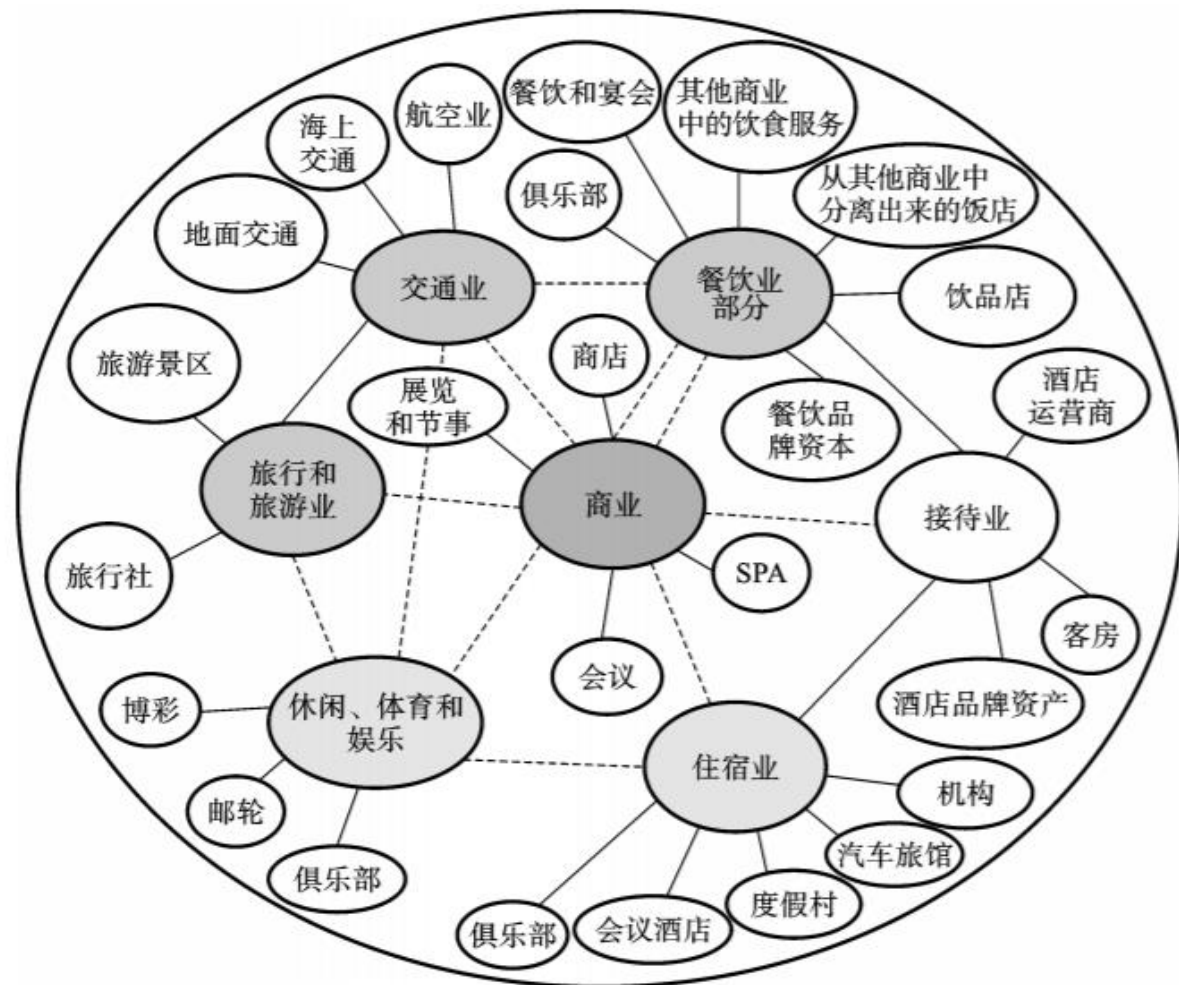 餐饮和宴会
其他商业
中的饮食服务
航空业
海上
交通
俱乐部
从其他商业中
分离出来的饭店
地面交通
交通业
餐饮业
部分
饮品店
旅游景区
商店
展览
和节事
酒店
运营商
餐饮品
牌资本
旅行和
旅游业
商业
接待业
旅行社
SPA
客房
会议
博彩
休闲、体育和
娱乐
酒店品牌资产
住宿业
机构
邮轮
汽车旅馆
俱乐部
度假村
俱乐部
会议酒店